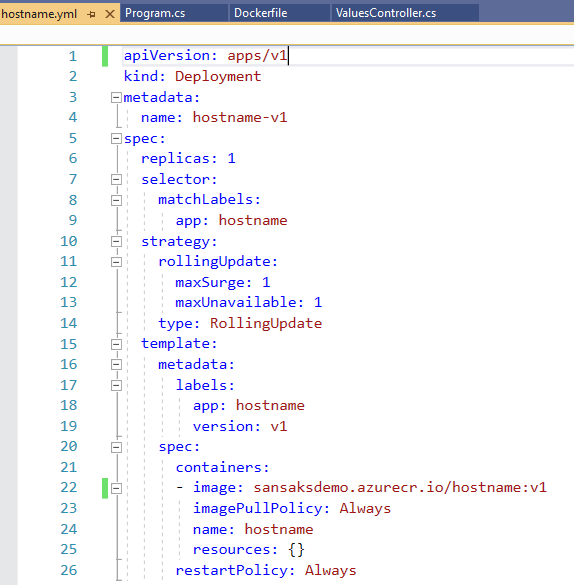 hostname.yml Program.cs Dockerfile ValuesController.cs
1 apiVersion: apps/v1
2 kind: Deployment
3 metadata:
4 name: hostname-v1
5 spec:
6 replicas: 1
7 selector:
8 matchLabels:
9 app: hostname
10 strategy:
11 rollingUpdate:
12 maxSurge: 1
13 maxUnavailable: 1
14 type: RollingUpdate
15 template:
16 metadata:
17 labels:
18 app: hostname
19 version: v1
20 spec:
21 containers:
22 - image: sansaksdemo.azurecr.io/hostname:v1
23 imagePullPolicy: Always
24 name: hostname
25 resources: {}
26 restartPolicy: Always